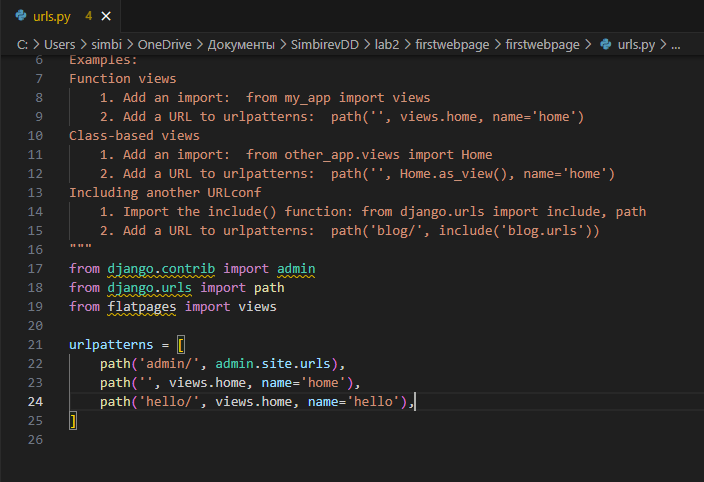 urls.py 4 ×
C: > Users > simbi > OneDrive > Документы > SimbirevDD > lab2 > firstwebpage > firstwebpage > urls.py > ...
6 Examples:
7 Function views
8     1. Add an import:  from my_app import views
9     2. Add a URL to urlpatterns:  path('', views.home, name='home')
10 Class-based views
11     1. Add an import:  from other_app.views import Home
12     2. Add a URL to urlpatterns:  path('', Home.as_view(), name='home')
13 Including another URLconf
14     1. Import the include() function: from django.urls import include, path
15     2. Add a URL to urlpatterns:  path('blog/', include('blog.urls'))
16 """
17 from django.contrib import admin
18 from django.urls import path
19 from flatpages import views
20
21 urlpatterns = [
22     path('admin/', admin.site.urls),
23     path('', views.home, name='home'),
24     path('hello/', views.home, name='hello'),
25 ]
26